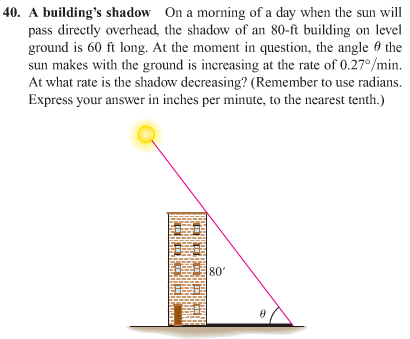 40. A building's shadow On a morning of a day when the sun will
pass directly overhead, the shadow of an 80-ft building on level
ground is 60 ft long. At the moment in question, the angle θ the
sun makes with the ground is increasing at the rate of 0.27°/min.
At what rate is the shadow decreasing? (Remember to use radians.
Express your answer in inches per minute, to the nearest tenth.)
80′
θ